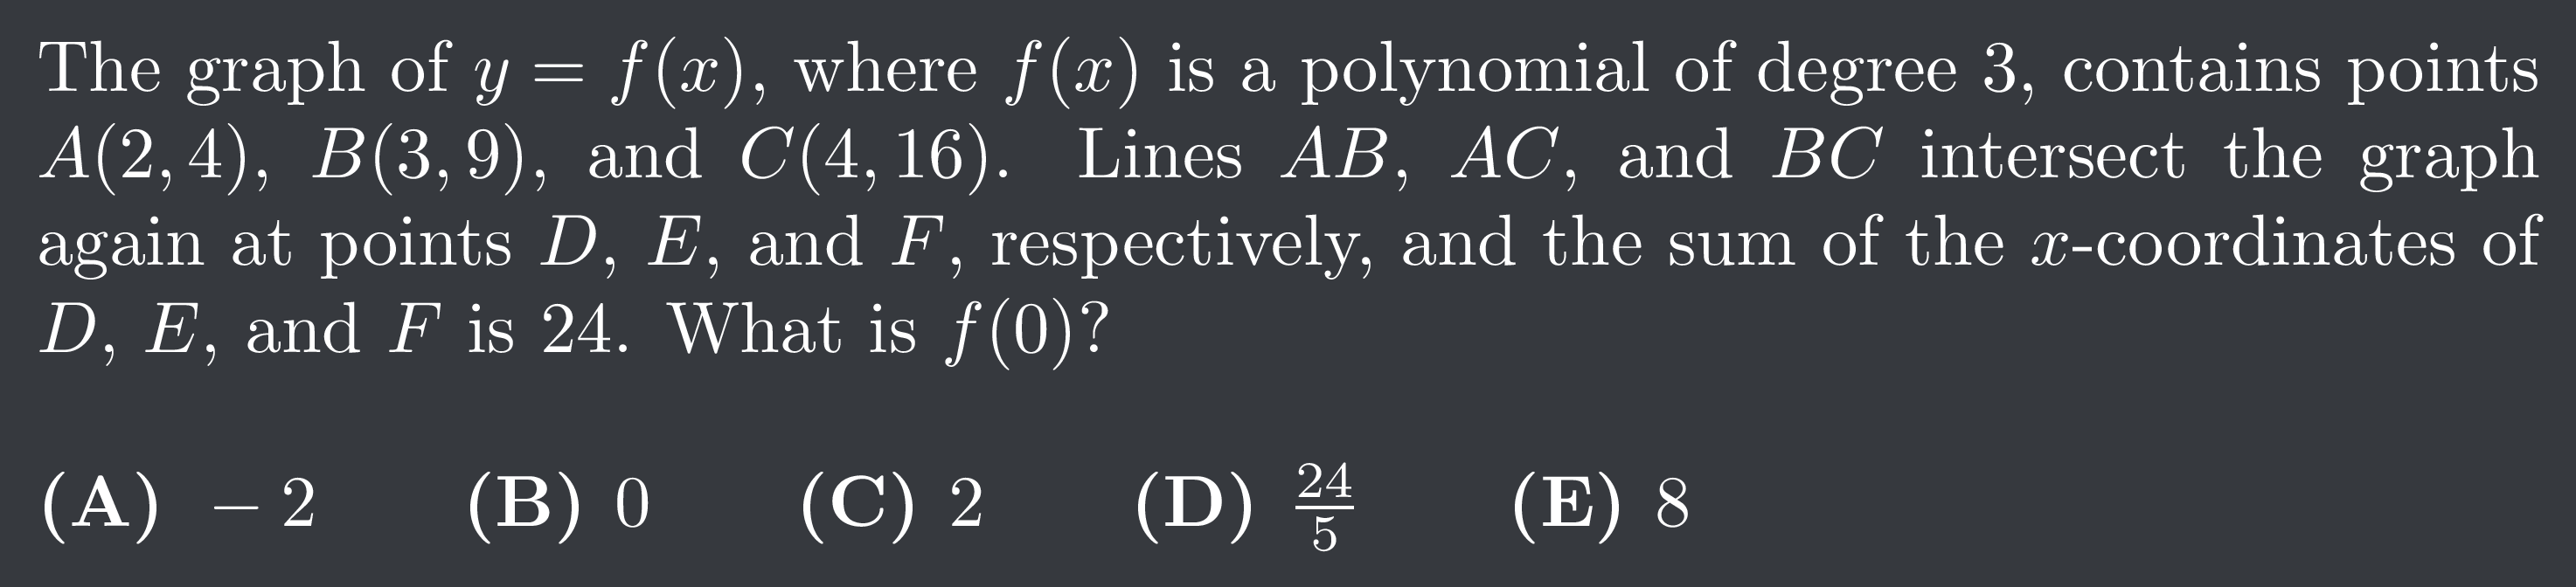 The graph of y = f(x), where f(x) is a polynomial of degree 3, contains points
A(2, 4), B(3, 9), and C(4, 16). Lines AB, AC, and BC intersect the graph
again at points D, E, and F, respectively, and the sum of the x-coordinates of
D, E, and F is 24. What is f(0)?
(A) − 2 (B) 0 (C) 2 (D) 24/5 (E) 8